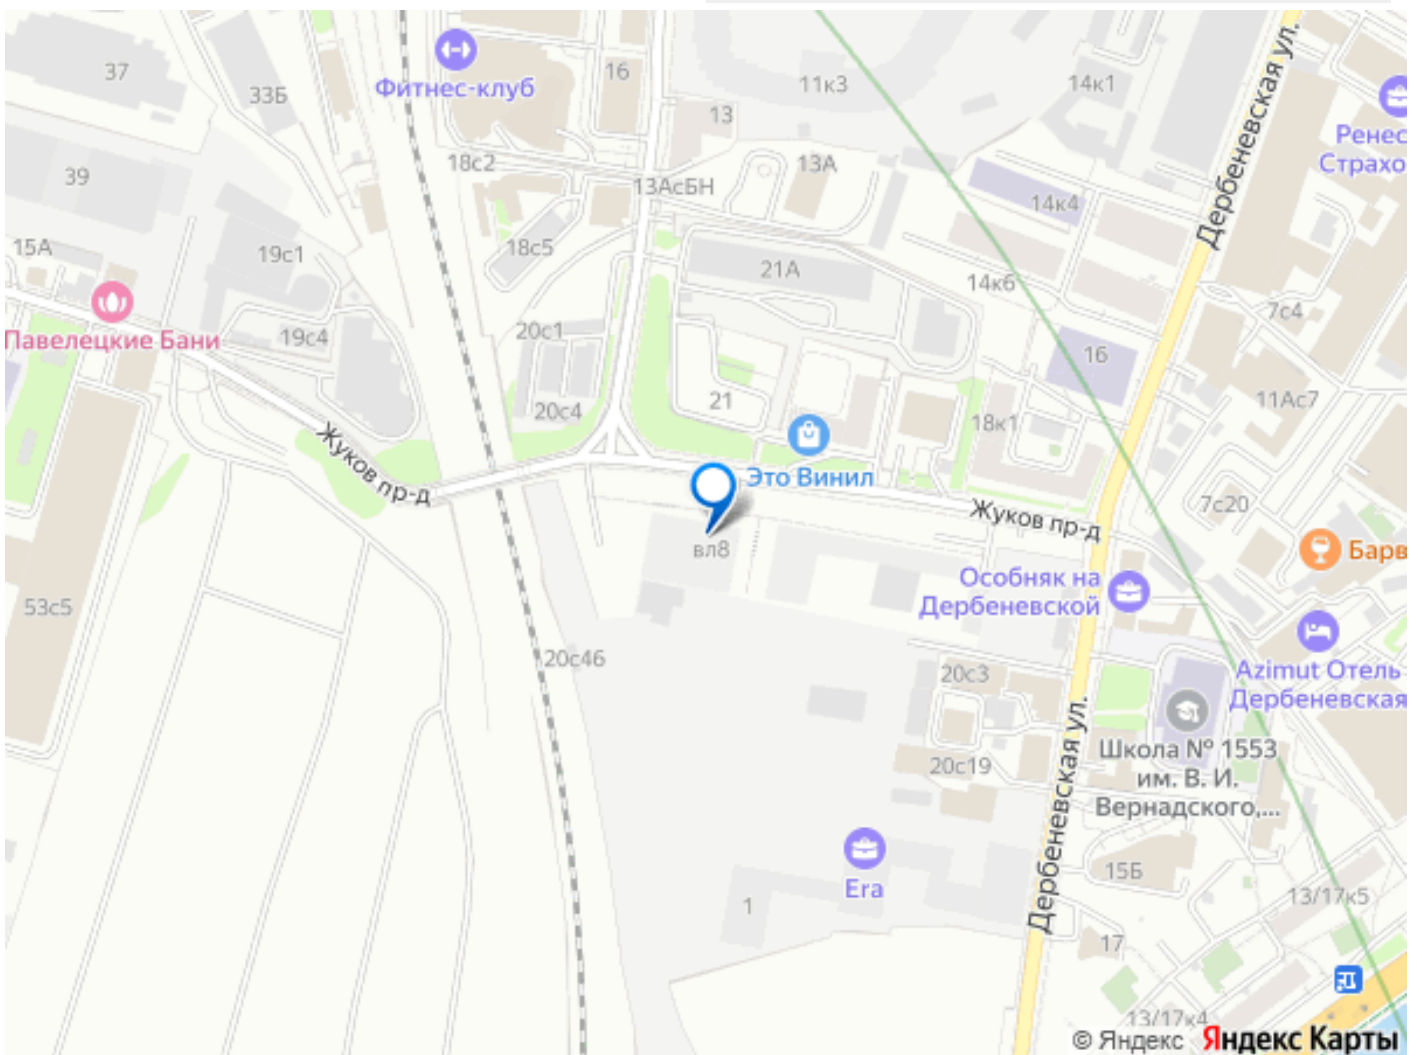 37
33Б
Фитнес-клуб
16
11к3
14к1
Дербеневская ул.
Ренес
Страхо
13
18с2
39
13А
13АсБН
14к4
15А
19с1
18с5
21А
14к6
7с4
Павелецкие Бани
19с4
20с1
16
20с4
21
18к1
11Ас7
Жуков пр-д
Это Винил
7с20
Жуков пр-д
вл8
Барв
Особняк на
Дербеневской
53с5
20с46
20с3
Azimut Отель
Дербеневская
Дербеневская ул.
20с19
Школа № 1553
им. В. И.
Вернадского,...
Era
15Б
1
13/17к5
17
13/17к4
© Яндекс Яндекс Карты